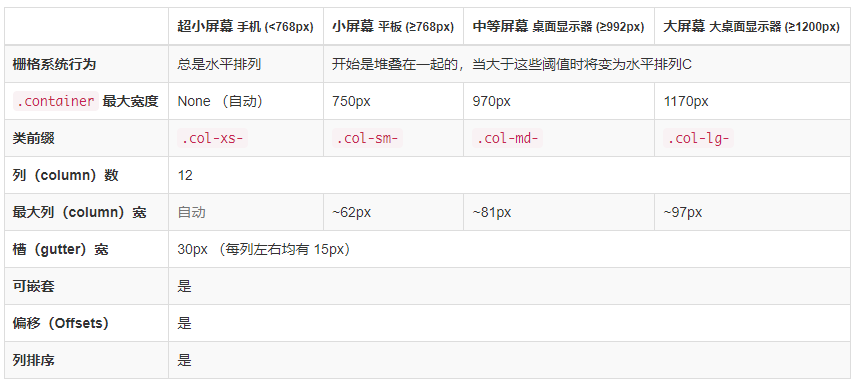 超小屏幕 手机 (<768px) 小屏幕 平板 (≥768px) 中等屏幕 桌面显示器 (≥992px) 大屏幕 大桌面显示器 (≥1200px)
栅格系统行为 总是水平排列 开始是堆叠在一起的，当大于这些阈值时将变为水平排列C
.container 最大宽度 None （自动） 750px 970px 1170px
类前缀 .col-xs- .col-sm- .col-md- .col-lg-
列（column）数 12
最大列（column）宽 自动 ~62px ~81px ~97px
槽（gutter）宽 30px （每列左右均有 15px）
可嵌套 是
偏移（Offsets） 是
列排序 是